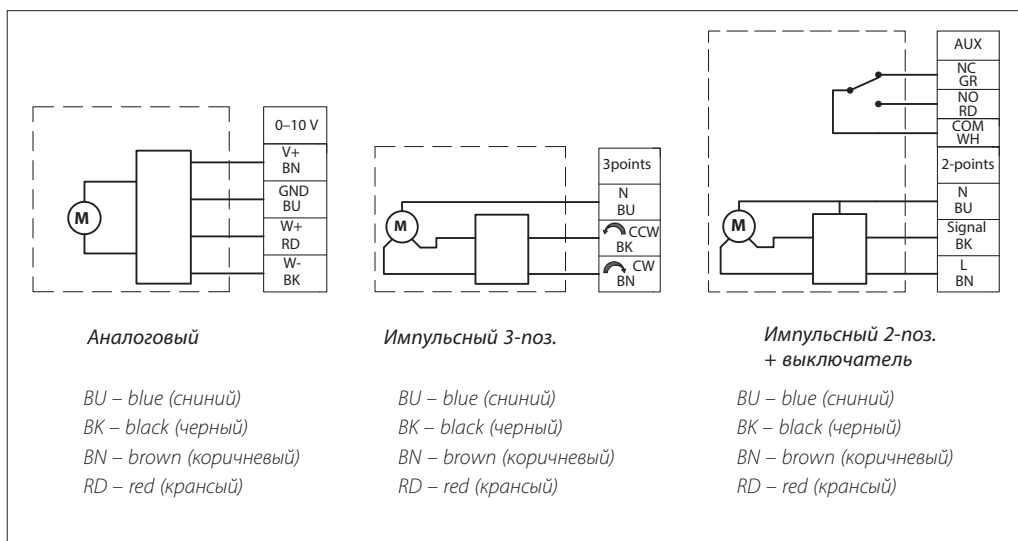 0–10 V
V+
BN
GND
BU
W+
RD
W-
BK
M
Аналоговый
BU – blue (сниний)
BK – black (черный)
BN – brown (коричневый)
RD – red (крансый)
3points
N
BU
CCW
BK
CW
BN
M
Импульсный 3-поз.
BU – blue (сниний)
BK – black (черный)
BN – brown (коричневый)
RD – red (крансый)
AUX
NC
GR
NO
RD
COM
WH
2-points
N
BU
Signal
BK
L
BN
M
Импульсный 2-поз.
+ выключатель
BU – blue (сниний)
BK – black (черный)
BN – brown (коричневый)
RD – red (крансый)